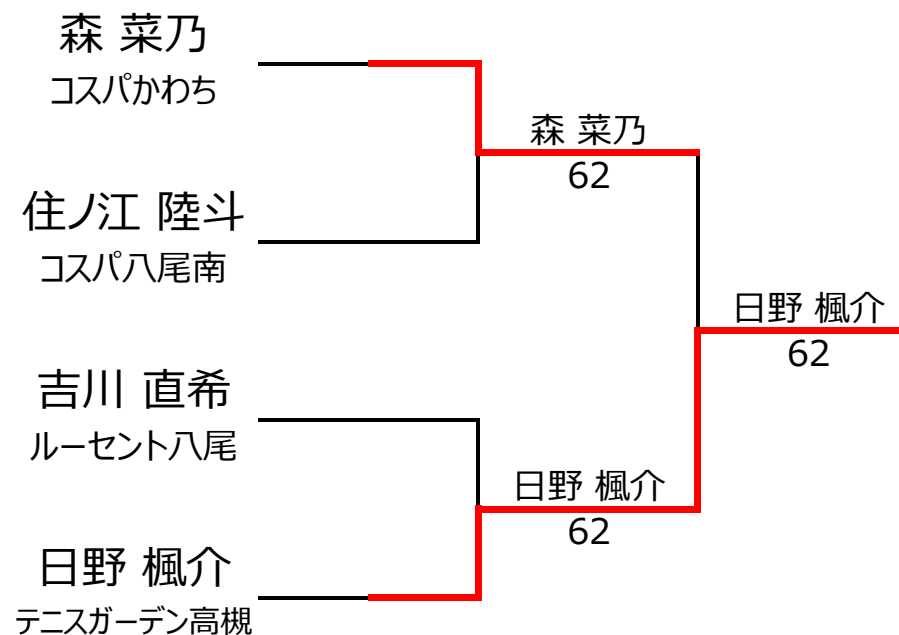 森 菜乃
コスパかわち
森 菜乃
62
住ノ江 陸斗
コスパ八尾南
日野 楓介
62
吉川 直希
ルーセント八尾
日野 楓介
62
日野 楓介
テニスガーデン高槻